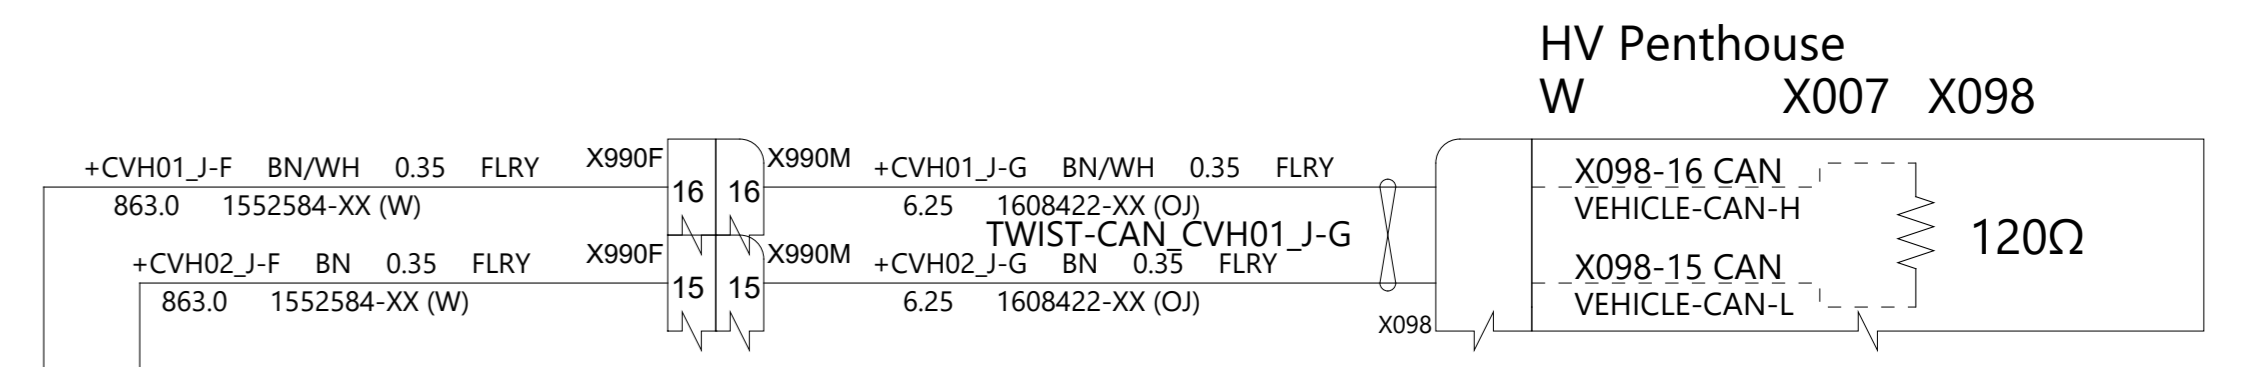 HV Penthouse
W X007 X098
+CVH01_J-F BN/WH 0.35 FLRY X990F X990M +CVH01_J-G BN/WH 0.35 FLRY X098-16 CAN
863.0 1552584-XX (W) 16 16 6.25 1608422-XX (OJ) VEHICLE-CAN-H
TWIST-CAN_CVH01_J-G 120Ω
+CVH02_J-F BN 0.35 FLRY X990F X990M +CVH02_J-G BN 0.35 FLRY X098-15 CAN
863.0 1552584-XX (W) 15 15 6.25 1608422-XX (OJ) VEHICLE-CAN-L
X098